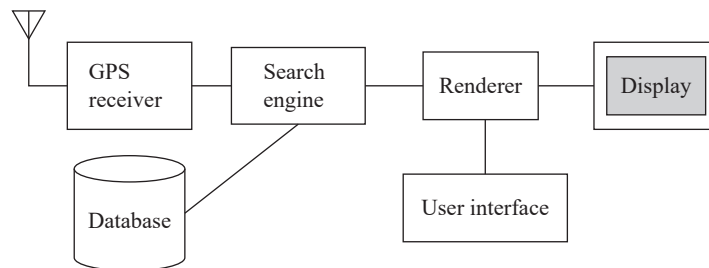 GPS
receiver
Search
engine
Renderer
Display
Database
User interface